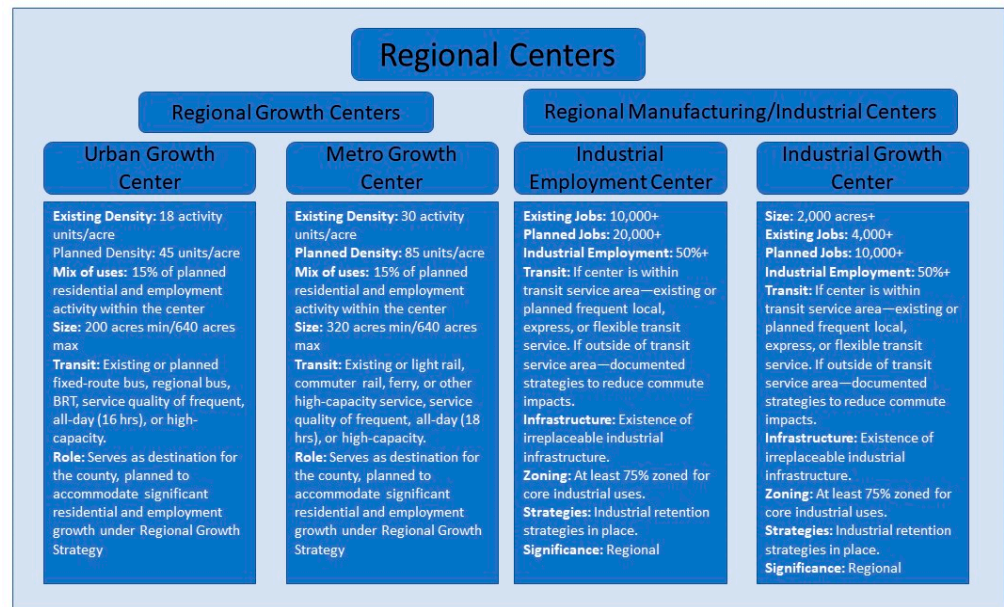 Regional Centers
Regional Growth Centers
Regional Manufacturing/Industrial Centers
Urban Growth
Center
Existing Density: 18 activity
units/acre
Planned Density: 45 units/acre
Mix of uses: 15% of planned
residential and employment
activity within the center
Size: 200 acres min/640 acres
max
Transit: Existing or planned
fixed-route bus, regional bus,
BRT, service quality of frequent,
all-day (16 hrs), or high-
capacity.
Role: Serves as destination for
the county, planned to
accommodate significant
residential and employment
growth under Regional Growth
Strategy
Metro Growth
Center
Existing Density: 30 activity
units/acre
Planned Density: 85 units/acre
Mix of uses: 15% of planned
residential and employment
activity within the center
Size: 320 acres min/640 acres
max
Transit: Existing or light rail,
commuter rail, ferry, or other
high-capacity service, service
quality of frequent, all-day (18
hrs), or high-capacity.
Role: Serves as destination for
the county, planned to
accommodate significant
residential and employment
growth under Regional Growth
Strategy
Industrial
Employment Center
Existing Jobs: 10,000+
Planned Jobs: 20,000+
Industrial Employment: 50%+
Transit: If center is within
transit service area—existing or
planned frequent local,
express, or flexible transit
service. If outside of transit
service area—documented
strategies to reduce commute
impacts.
Infrastructure: Existence of
irreplaceable industrial
infrastructure.
Zoning: At least 75% zoned for
core industrial uses.
Strategies: Industrial retention
strategies in place.
Significance: Regional
Industrial Growth
Center
Size: 2,000 acres+
Existing Jobs: 4,000+
Planned Jobs: 10,000+
Industrial Employment: 50%+
Transit: If center is within
transit service area—existing or
planned frequent local,
express, or flexible transit
service. If outside of transit
service area—documented
strategies to reduce commute
impacts.
Infrastructure: Existence of
irreplaceable industrial
infrastructure.
Zoning: At least 75% zoned for
core industrial uses.
Strategies: Industrial retention
strategies in place.
Significance: Regional